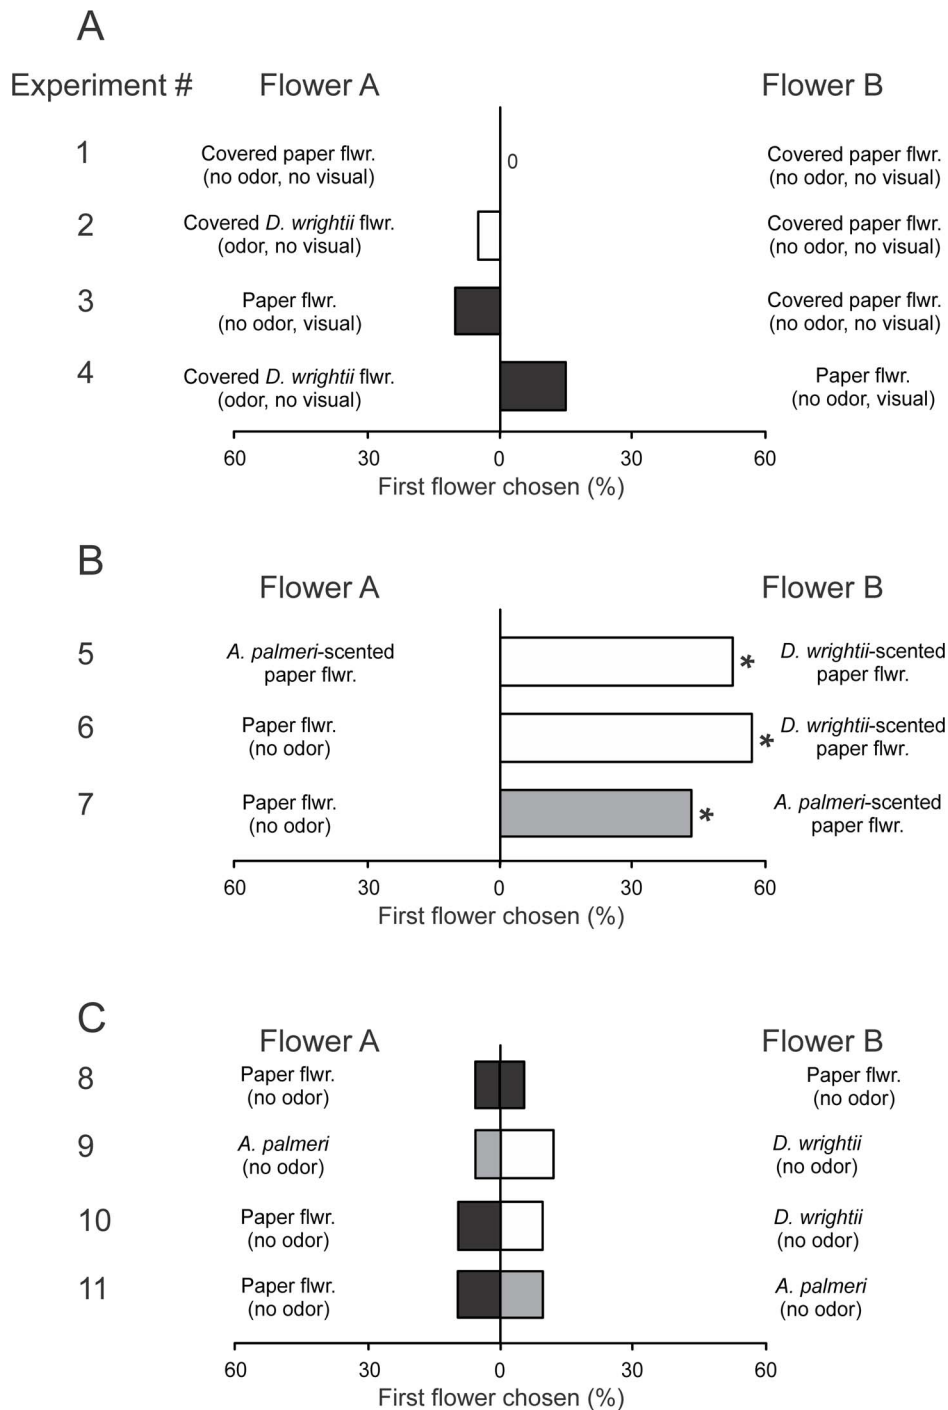 A
Experiment # Flower A Flower B
1 Covered paper flwr. 0 Covered paper flwr.
(no odor, no visual) (no odor, no visual)
2 Covered D. wrightii flwr. Covered paper flwr.
(odor, no visual) (no odor, no visual)
3 Paper flwr. Covered paper flwr.
(no odor, visual) (no odor, no visual)
4 Covered D. wrightii flwr. Paper flwr.
(odor, no visual) (no odor, visual)
60 30 0 30 60
First flower chosen (%)
B
Flower A Flower B
5 A. palmeri-scented * D. wrightii-scented
paper flwr. paper flwr.
6 Paper flwr. * D. wrightii-scented
(no odor) paper flwr.
7 Paper flwr. * A. palmeri-scented
(no odor) paper flwr.
60 30 0 30 60
First flower chosen (%)
C
Flower A Flower B
8 Paper flwr. Paper flwr.
(no odor) (no odor)
9 A. palmeri D. wrightii
(no odor) (no odor)
10 Paper flwr. D. wrightii
(no odor) (no odor)
11 Paper flwr. A. palmeri
(no odor) (no odor)
60 30 0 30 60
First flower chosen (%)